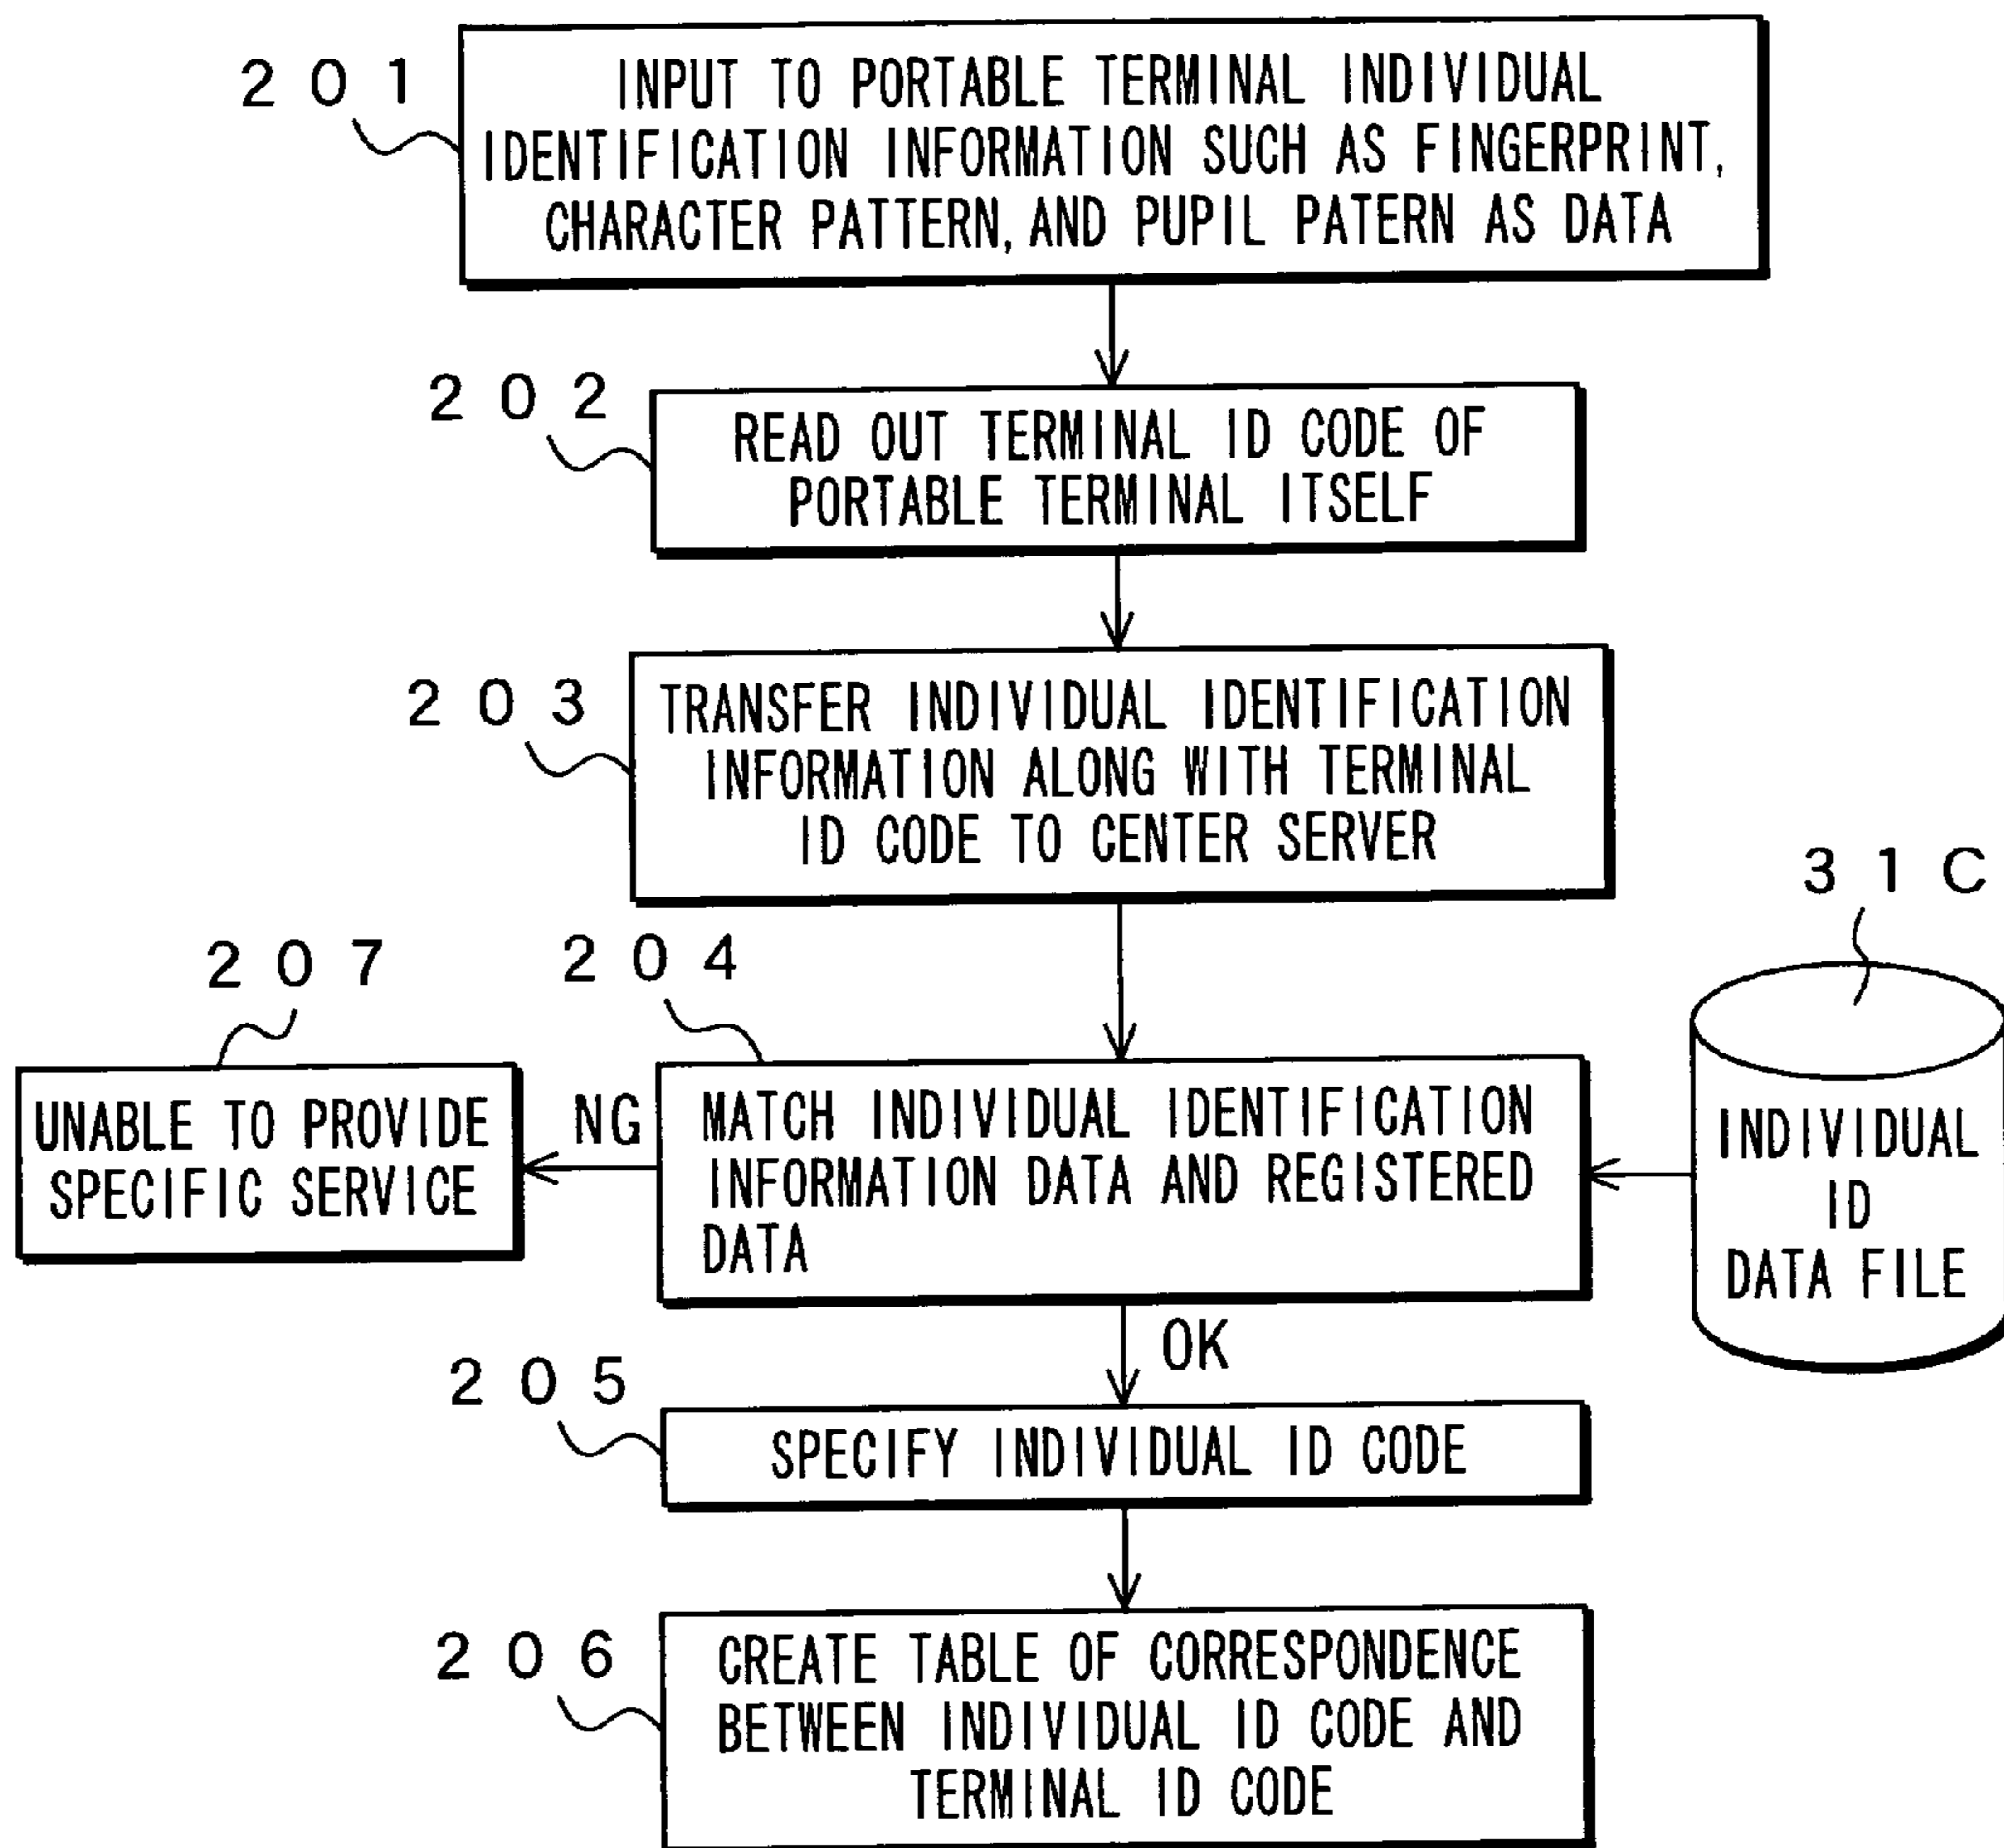 201
INPUT TO PORTABLE TERMINAL INDIVIDUAL
IDENTIFICATION INFORMATION SUCH AS FINGERPRINT,
CHARACTER PATTERN, AND PUPIL PATERN AS DATA
202
READ OUT TERMINAL ID CODE OF
PORTABLE TERMINAL ITSELF
203
TRANSFER INDIVIDUAL IDENTIFICATION
INFORMATION ALONG WITH TERMINAL
ID CODE TO CENTER SERVER
31C
207
204
UNABLE TO PROVIDE
SPECIFIC SERVICE
NG
MATCH INDIVIDUAL IDENTIFICATION
INFORMATION DATA AND REGISTERED
DATA
INDIVIDUAL
ID
DATA FILE
OK
205
SPECIFY INDIVIDUAL ID CODE
206
CREATE TABLE OF CORRESPONDENCE
BETWEEN INDIVIDUAL ID CODE AND
TERMINAL ID CODE